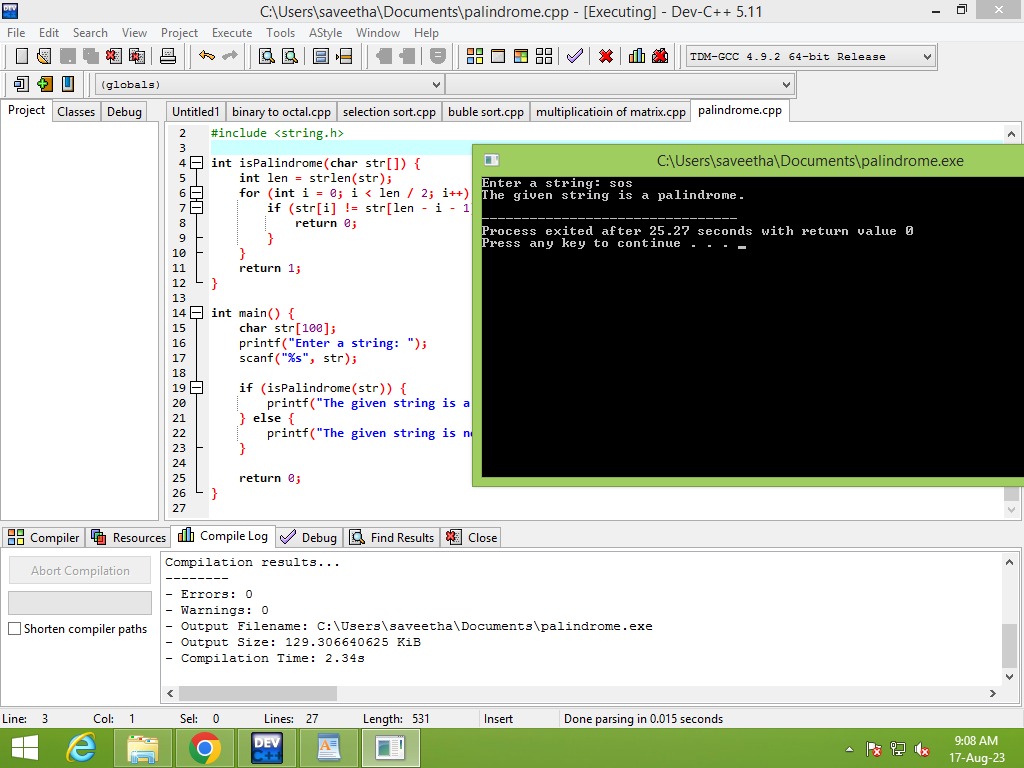 C:\Users\saveetha\Documents\palindrome.cpp - [Executing] - Dev-C++ 5.11
File Edit Search View Project Execute Tools AStyle Window Help
TDM-GCC 4.9.2 64-bit Release
(globals)
Project Classes Debug
Untitled1 binary to octal.cpp selection sort.cpp buble sort.cpp multiplicatioin of matrix.cpp palindrome.cpp
2 #include <string.h>
3
4 int isPalindrome(char str[]) {
5 int len = strlen(str);
6 for (int i = 0; i < len / 2; i++)
7 if (str[i] != str[len - i - 1
8 return 0;
9 }
10 }
11 return 1;
12 }
13
14 int main() {
15 char str[100];
16 printf("Enter a string: ");
17 scanf("%s", str);
18
19 if (isPalindrome(str)) {
20 printf("The given string is a
21 } else {
22 printf("The given string is no
23 }
24
25 return 0;
26 }
27
C:\Users\saveetha\Documents\palindrome.exe
Enter a string: sos
The given string is a palindrome.
--------------------------------
Process exited after 25.27 seconds with return value 0
Press any key to continue . . . _
Compiler Resources Compile Log Debug Find Results Close
Abort Compilation
Shorten compiler paths
Compilation results...
--------
- Errors: 0
- Warnings: 0
- Output Filename: C:\Users\saveetha\Documents\palindrome.exe
- Output Size: 129.306640625 KiB
- Compilation Time: 2.34s
Line: 3 Col: 1 Sel: 0 Lines: 27 Length: 531 Insert Done parsing in 0.015 seconds
DEV C++
9:08 AM
17-Aug-23